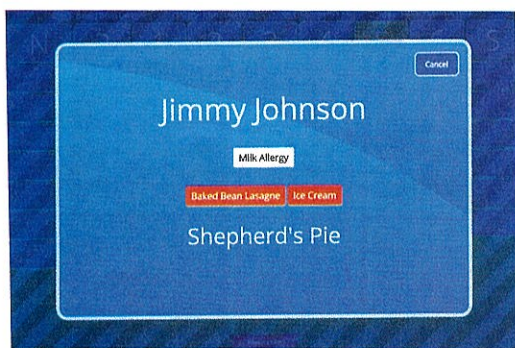 Cancel
Jimmy Johnson
Milk Allergy
Baked Bean Lasagne Ice Cream
Shepherd's Pie